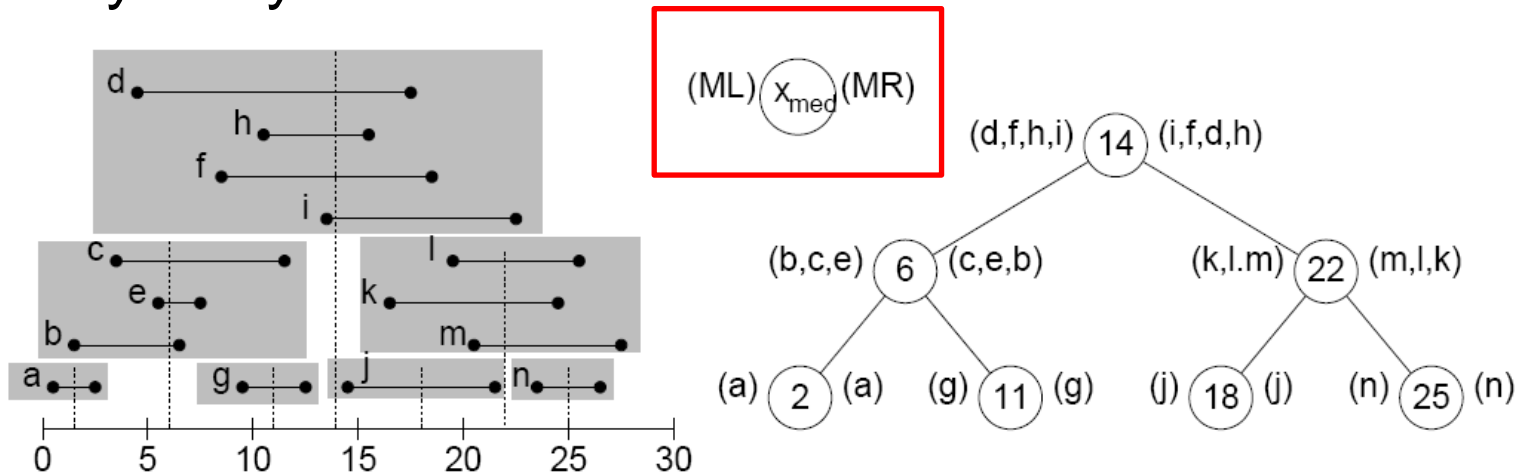 d
h
f
i
c
e
b
l
k
m
a
g
j
n
0 5 10 15 20 25 30
(ML) xmed (MR)
(d,f,h,i) 14 (i,f,d,h)
(b,c,e) 6 (c,e,b)
(k,l.m) 22 (m,l,k)
(a) 2 (a)
(g) 11 (g)
(j) 18 (j)
(n) 25 (n)